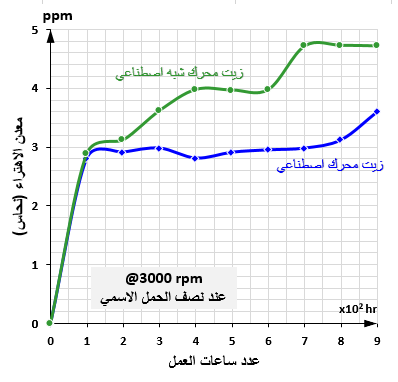 ppm
5
4
3
2
1
0
معدن الاهتراء (نحاس)
زيت محرك شبه اصطناعي
زيت محرك اصطناعي
@3000 rpm
عند نصف الحمل الاسمي
x10² hr
0 1 2 3 4 5 6 7 8 9
عدد ساعات العمل